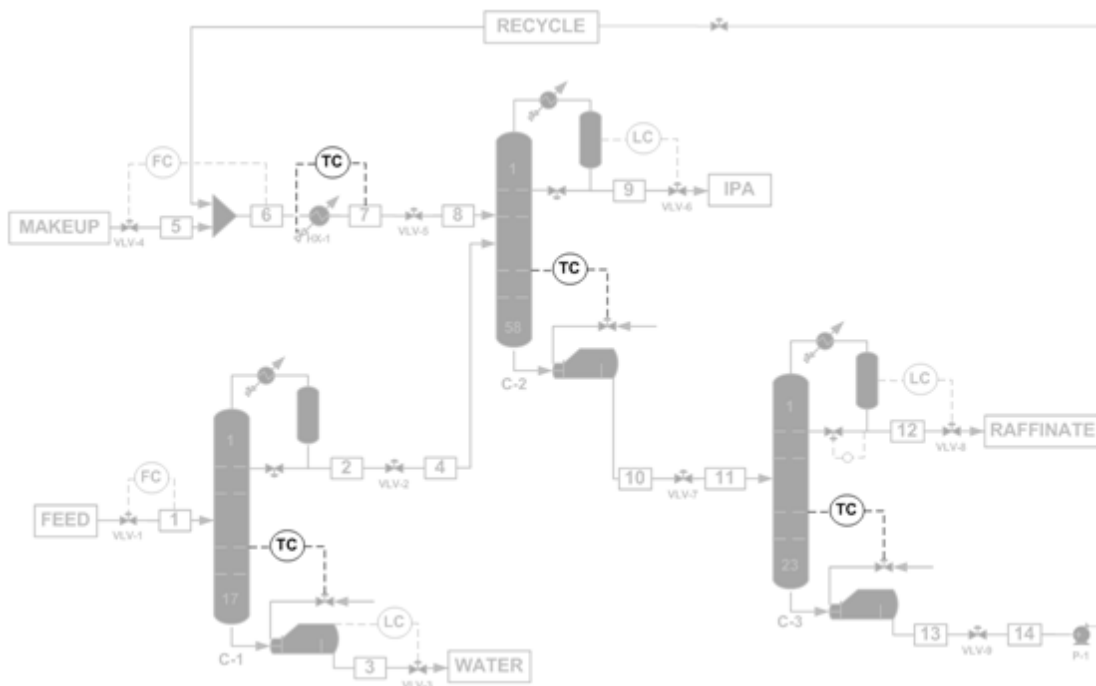 RECYCLE
FC
TC
LC
1
MAKEUP
5
6
7
8
9
IPA
VLV-4
HX-1
VLV-5
VLV-6
TC
58
C-2
LC
1
1
12
RAFFINATE
VLV-8
2
4
VLV-2
10
11
VLV-7
FC
FEED
1
VLV-1
TC
TC
17
23
C-1
LC
C-3
3
WATER
VLV-3
13
14
VLV-9
P-1